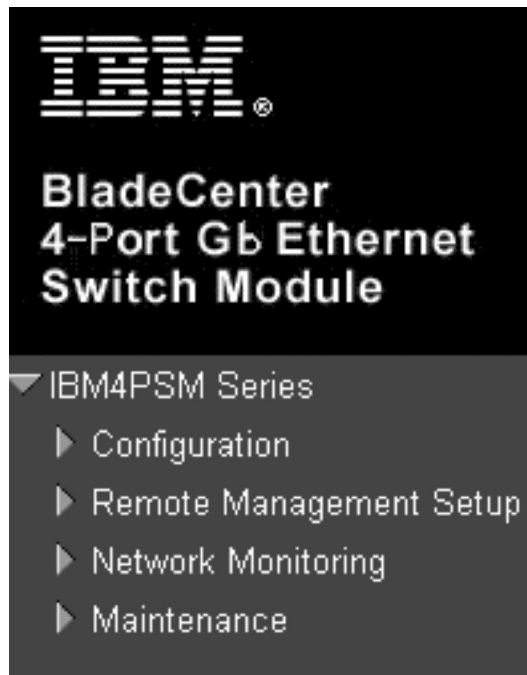 IBM®
BladeCenter
4-Port Gb Ethernet
Switch Module
IBM4PSM Series
Configuration
Remote Management Setup
Network Monitoring
Maintenance